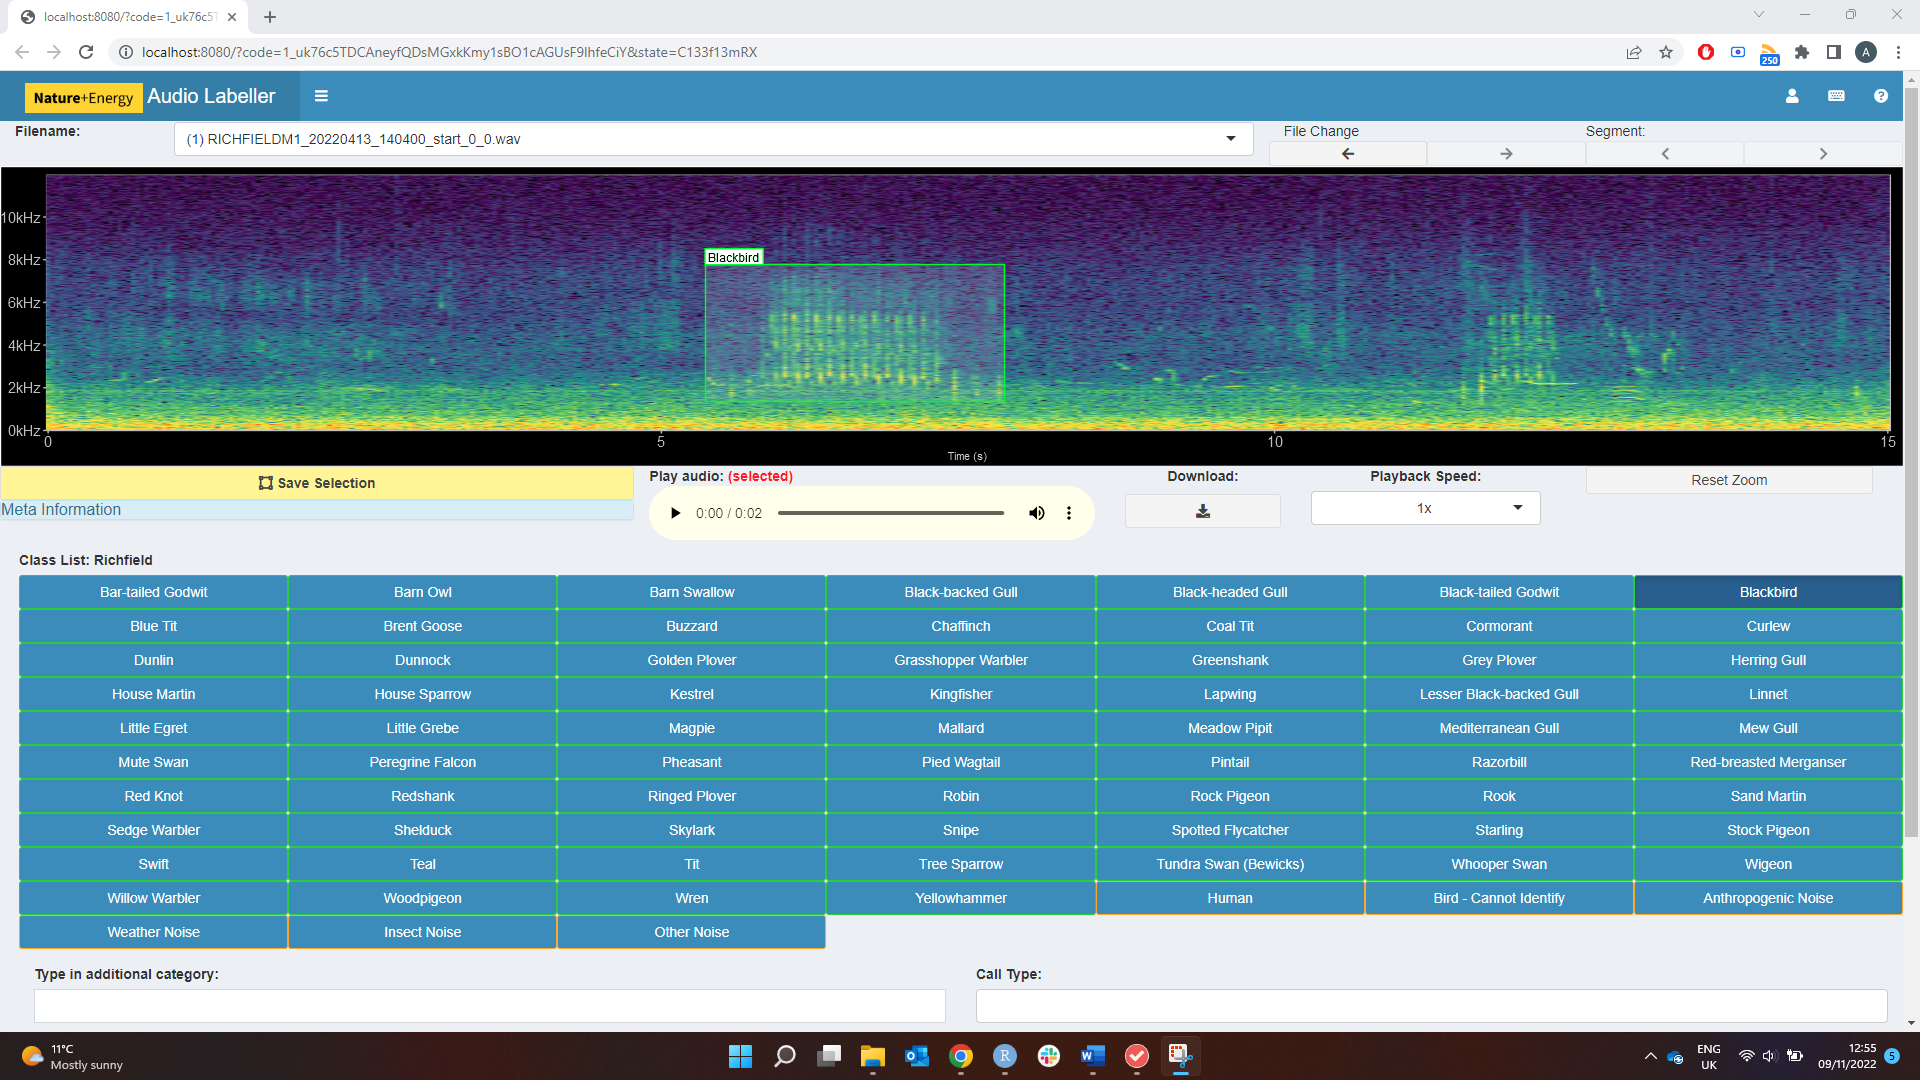 localhost:8080/?code=1_uk76c5T
localhost:8080/?code=1_uk76c5TDCAneyfQDsMGxkKmy1sBO1cAGUsF9IhfeCiY&state=C133f13mRX
250
A
Nature+Energy Audio Labeller
Filename:
(1) RICHFIELDM1_20220413_140400_start_0_0.wav
File Change
Segment:
10kHz
8kHz
6kHz
4kHz
2kHz
0kHz
Blackbird
0 5 10 15
Time (s)
Save Selection
Meta Information
Play audio: (selected)
0:00 / 0:02
Download:
Playback Speed:
1x
Reset Zoom
Class List: Richfield
Bar-tailed Godwit Barn Owl Barn Swallow Black-backed Gull Black-headed Gull Black-tailed Godwit Blackbird
Blue Tit Brent Goose Buzzard Chaffinch Coal Tit Cormorant Curlew
Dunlin Dunnock Golden Plover Grasshopper Warbler Greenshank Grey Plover Herring Gull
House Martin House Sparrow Kestrel Kingfisher Lapwing Lesser Black-backed Gull Linnet
Little Egret Little Grebe Magpie Mallard Meadow Pipit Mediterranean Gull Mew Gull
Mute Swan Peregrine Falcon Pheasant Pied Wagtail Pintail Razorbill Red-breasted Merganser
Red Knot Redshank Ringed Plover Robin Rock Pigeon Rook Sand Martin
Sedge Warbler Shelduck Skylark Snipe Spotted Flycatcher Starling Stock Pigeon
Swift Teal Tit Tree Sparrow Tundra Swan (Bewicks) Whooper Swan Wigeon
Willow Warbler Woodpigeon Wren Yellowhammer Human Bird - Cannot Identify Anthropogenic Noise
Weather Noise Insect Noise Other Noise
Type in additional category:
Call Type:
11°C
Mostly sunny
R
ENG
UK
12:55
09/11/2022
5